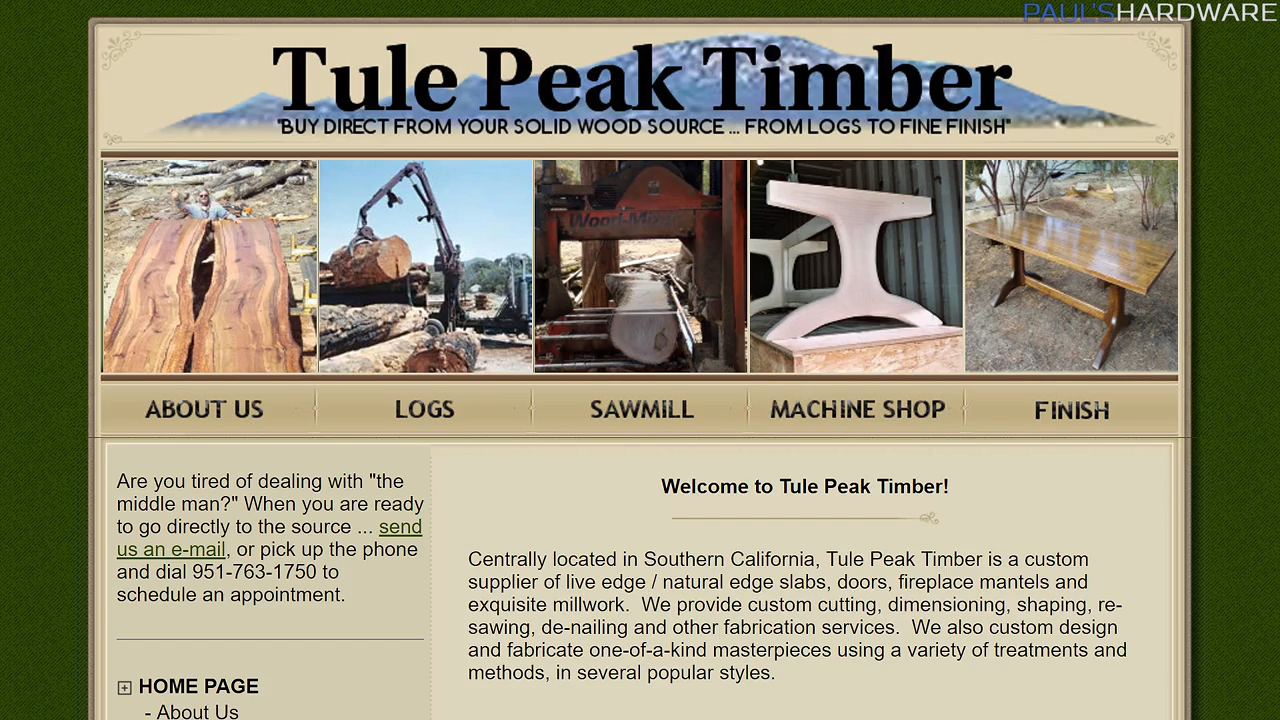 PAUL'SHARDWARE
Tule Peak Timber
"BUY DIRECT FROM YOUR SOLID WOOD SOURCE ... FROM LOGS TO FINE FINISH"
Wood-Mizer
ABOUT US
LOGS
SAWMILL
MACHINE SHOP
FINISH
Are you tired of dealing with "the
middle man?" When you are ready
to go directly to the source ... send
us an e-mail, or pick up the phone
and dial 951-763-1750 to
schedule an appointment.
HOME PAGE
- About Us
Welcome to Tule Peak Timber!
Centrally located in Southern California, Tule Peak Timber is a custom
supplier of live edge / natural edge slabs, doors, fireplace mantels and
exquisite millwork.  We provide custom cutting, dimensioning, shaping, re-
sawing, de-nailing and other fabrication services.  We also custom design
and fabricate one-of-a-kind masterpieces using a variety of treatments and
methods, in several popular styles.